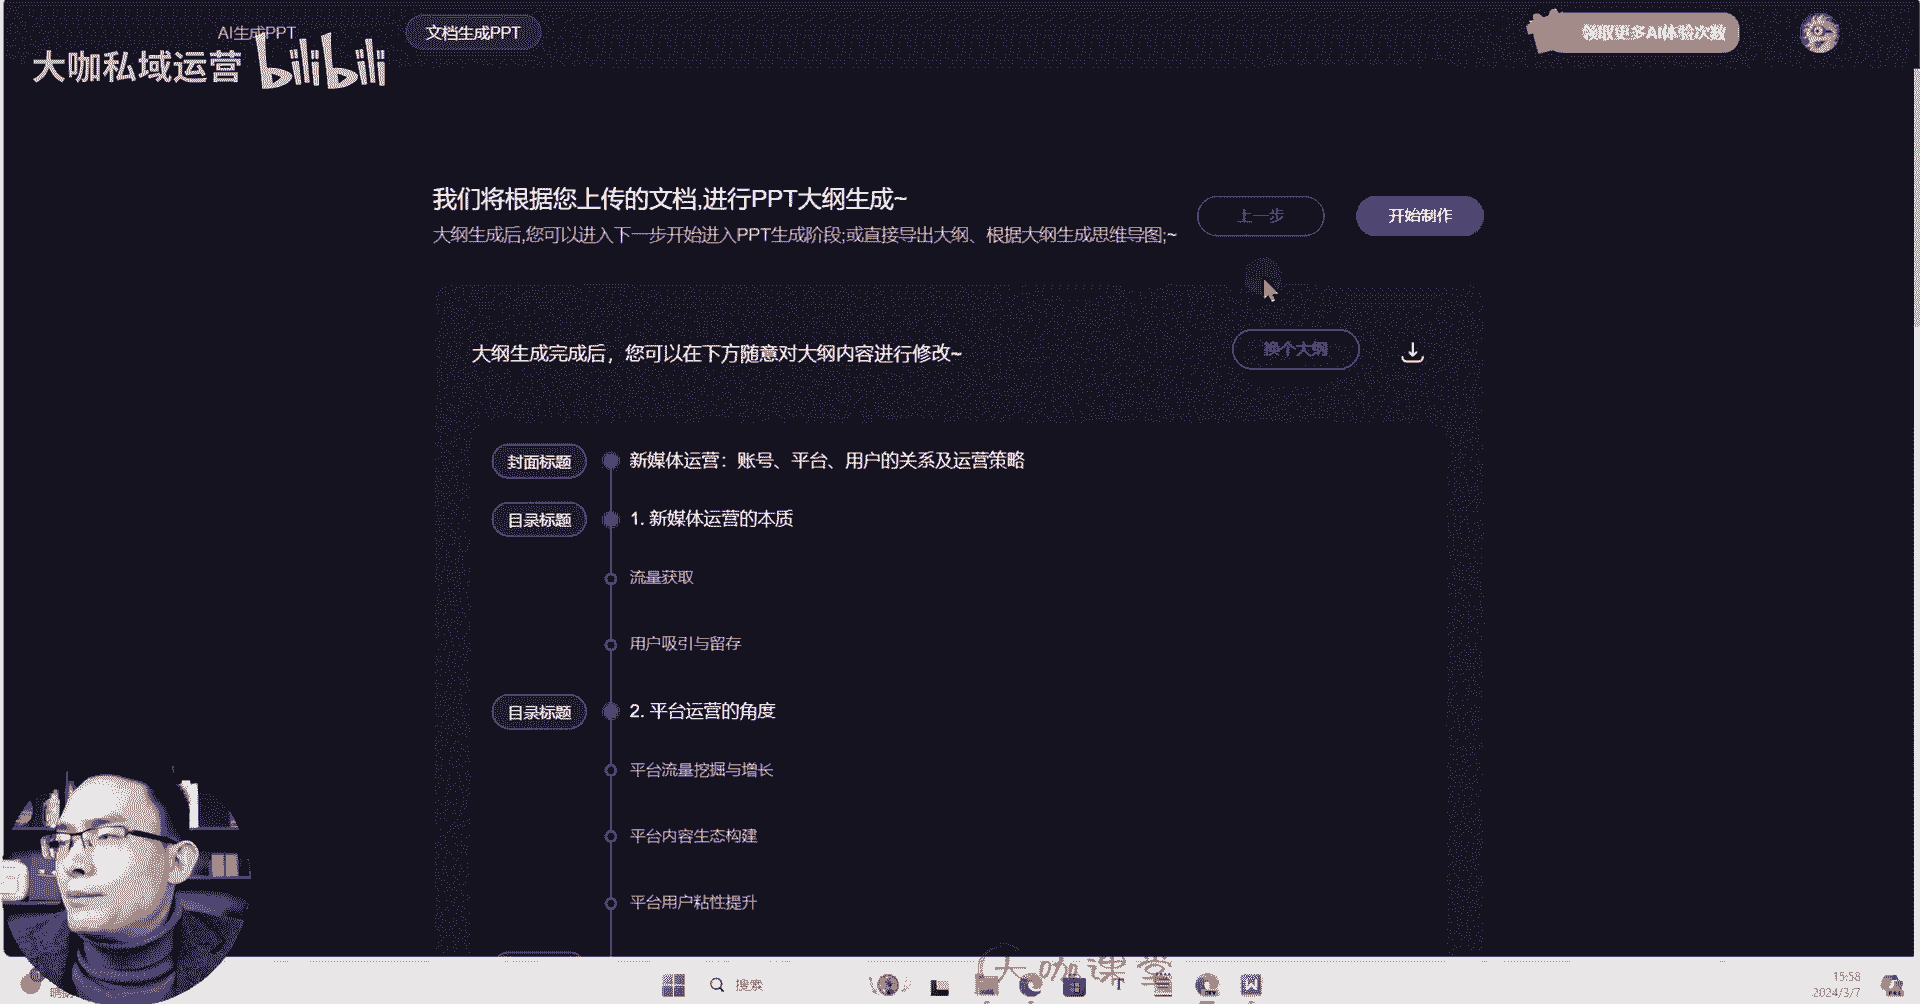 AI生成PPT
文档生成PPT
领取更多AI体验次数
大咖私域运营 bilibili
我们将根据您上传的文档,进行PPT大纲生成~
大纲生成后,您可以进入下一步开始进入PPT生成阶段;或直接导出大纲、根据大纲生成思维导图;~
上一步
开始制作
大纲生成完成后，您可以在下方随意对大纲内容进行修改~
换个大纲
封面标题
新媒体运营：账号、平台、用户的关系及运营策略
目录标题
1. 新媒体运营的本质
流量获取
用户吸引与留存
目录标题
2. 平台运营的角度
平台流量挖掘与增长
平台内容生态构建
平台用户粘性提升
大咖课堂
搜索
15:58
2024/3/7